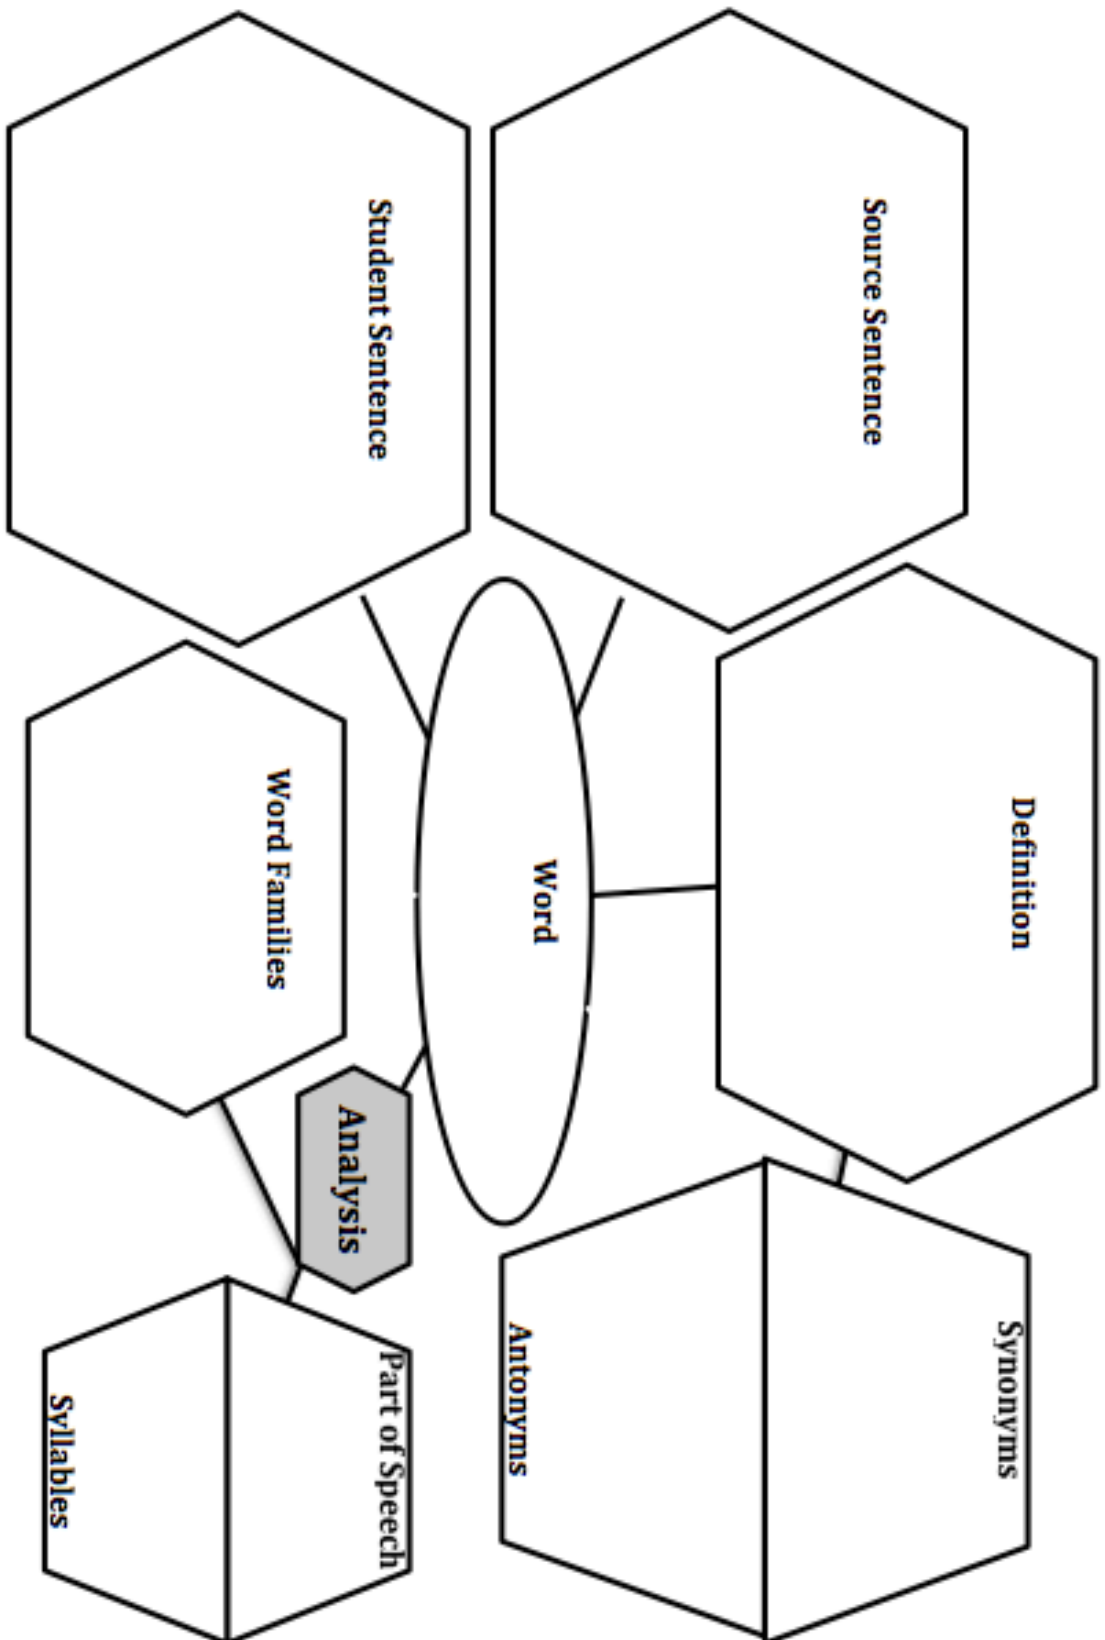 Definition
Synonyms
Source Sentence
Word
Antonyms
Student Sentence
Analysis
Word Families
Part of Speech
Syllables